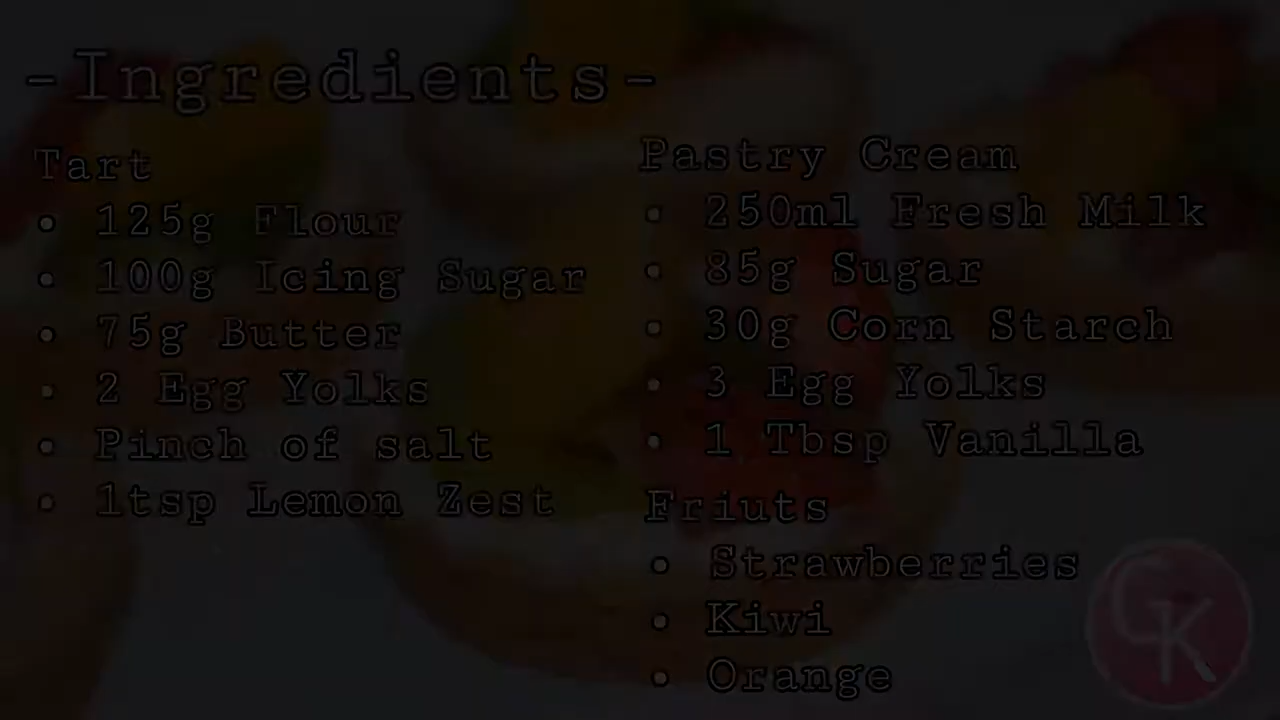 -Ingredients-
Tart
• 125g Flour
• 100g Icing Sugar
• 75g Butter
• 2 Egg Yolks
• Pinch of salt
• 1tsp Lemon Zest
Pastry Cream
• 250ml Fresh Milk
• 85g Sugar
• 30g Corn Starch
• 3 Egg Yolks
• 1 Tbsp Vanilla
Friuts
• Strawberries
• Kiwi
• Orange
CK